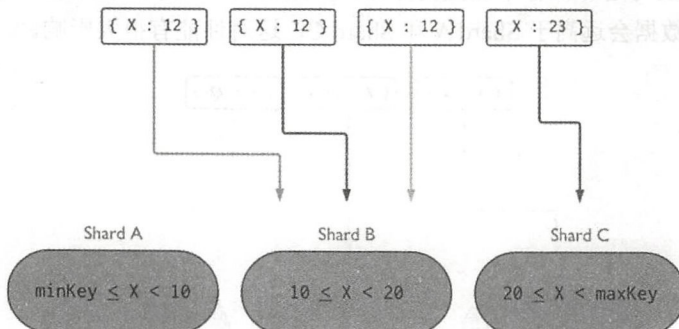 { X : 12 } { X : 12 } { X : 12 } { X : 23 }
Shard A Shard B Shard C
minKey ≤ X < 10 10 ≤ X < 20 20 ≤ X < maxKey